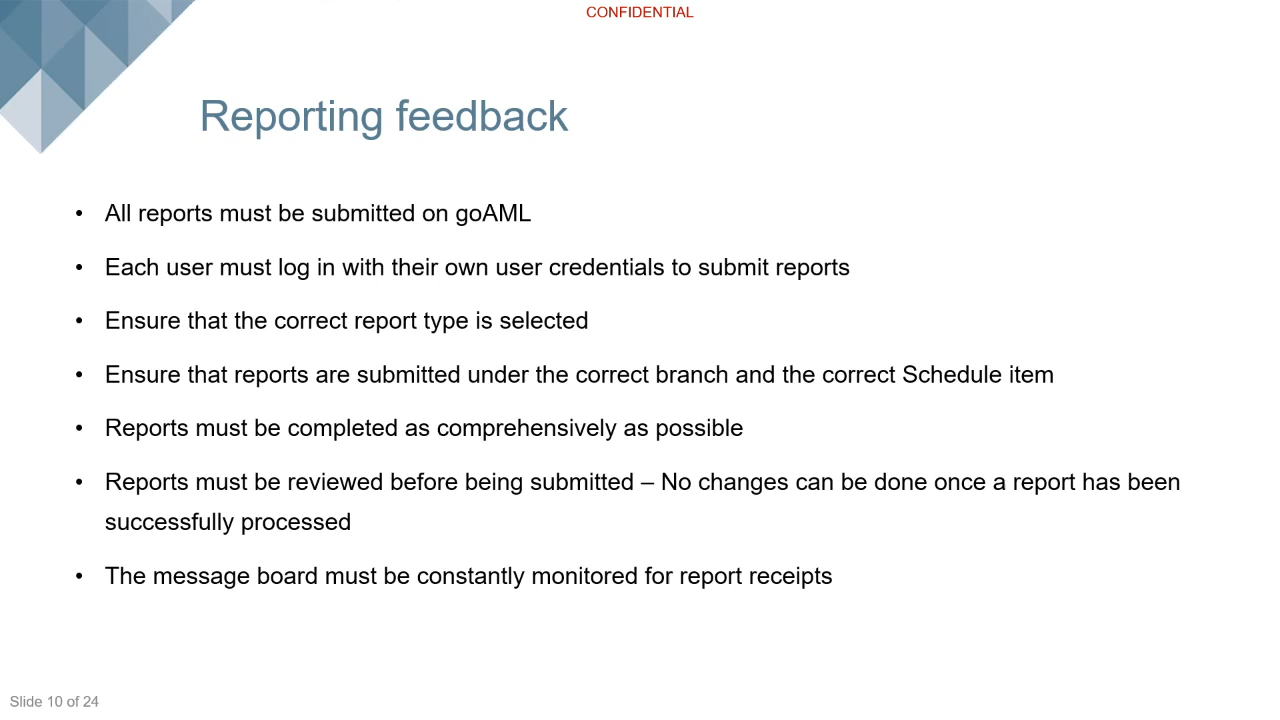 CONFIDENTIAL
Reporting feedback
• All reports must be submitted on goAML
• Each user must log in with their own user credentials to submit reports
• Ensure that the correct report type is selected
• Ensure that reports are submitted under the correct branch and the correct Schedule item
• Reports must be completed as comprehensively as possible
• Reports must be reviewed before being submitted – No changes can be done once a report has been
successfully processed
• The message board must be constantly monitored for report receipts
Slide 10 of 24